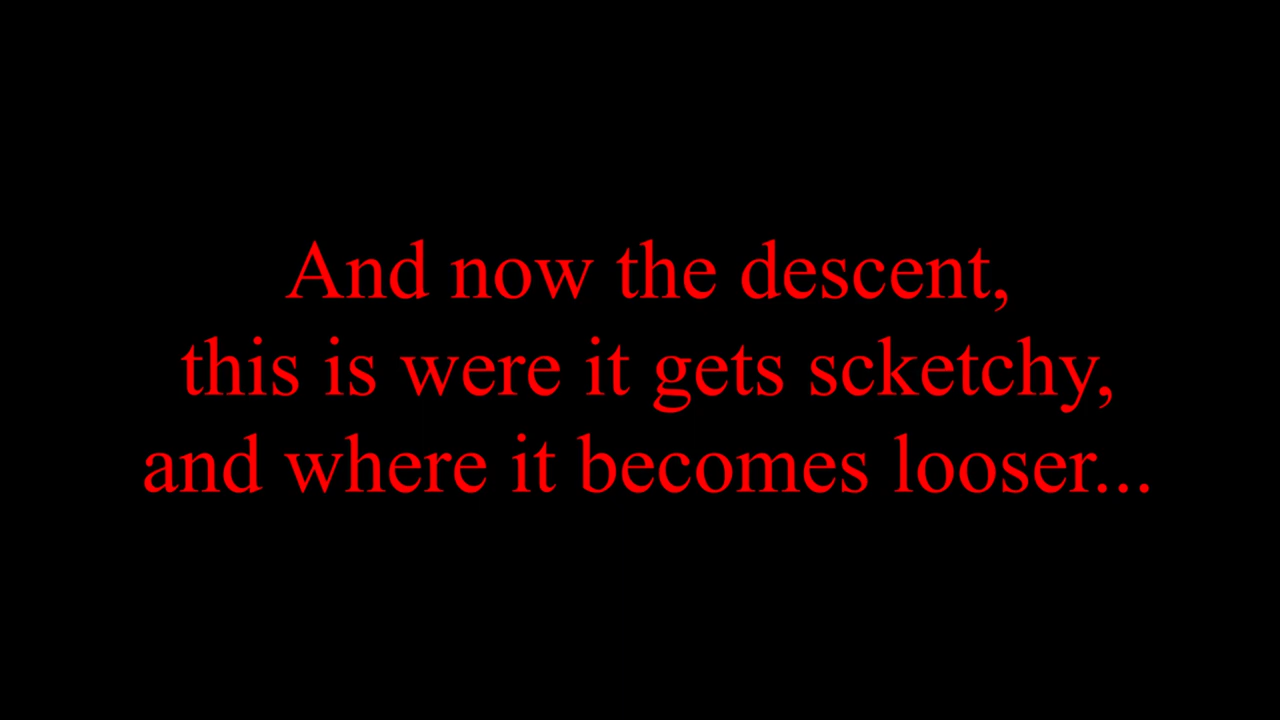 And now the descent,
this is were it gets scketchy,
and where it becomes looser...